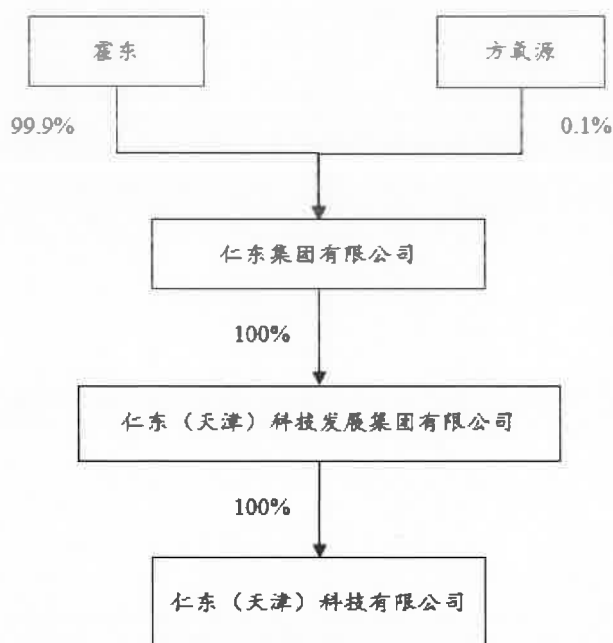 霍东
方氧源
99.9%
0.1%
仁东集团有限公司
100%
仁东（天津）科技发展集团有限公司
100%
仁东（天津）科技有限公司